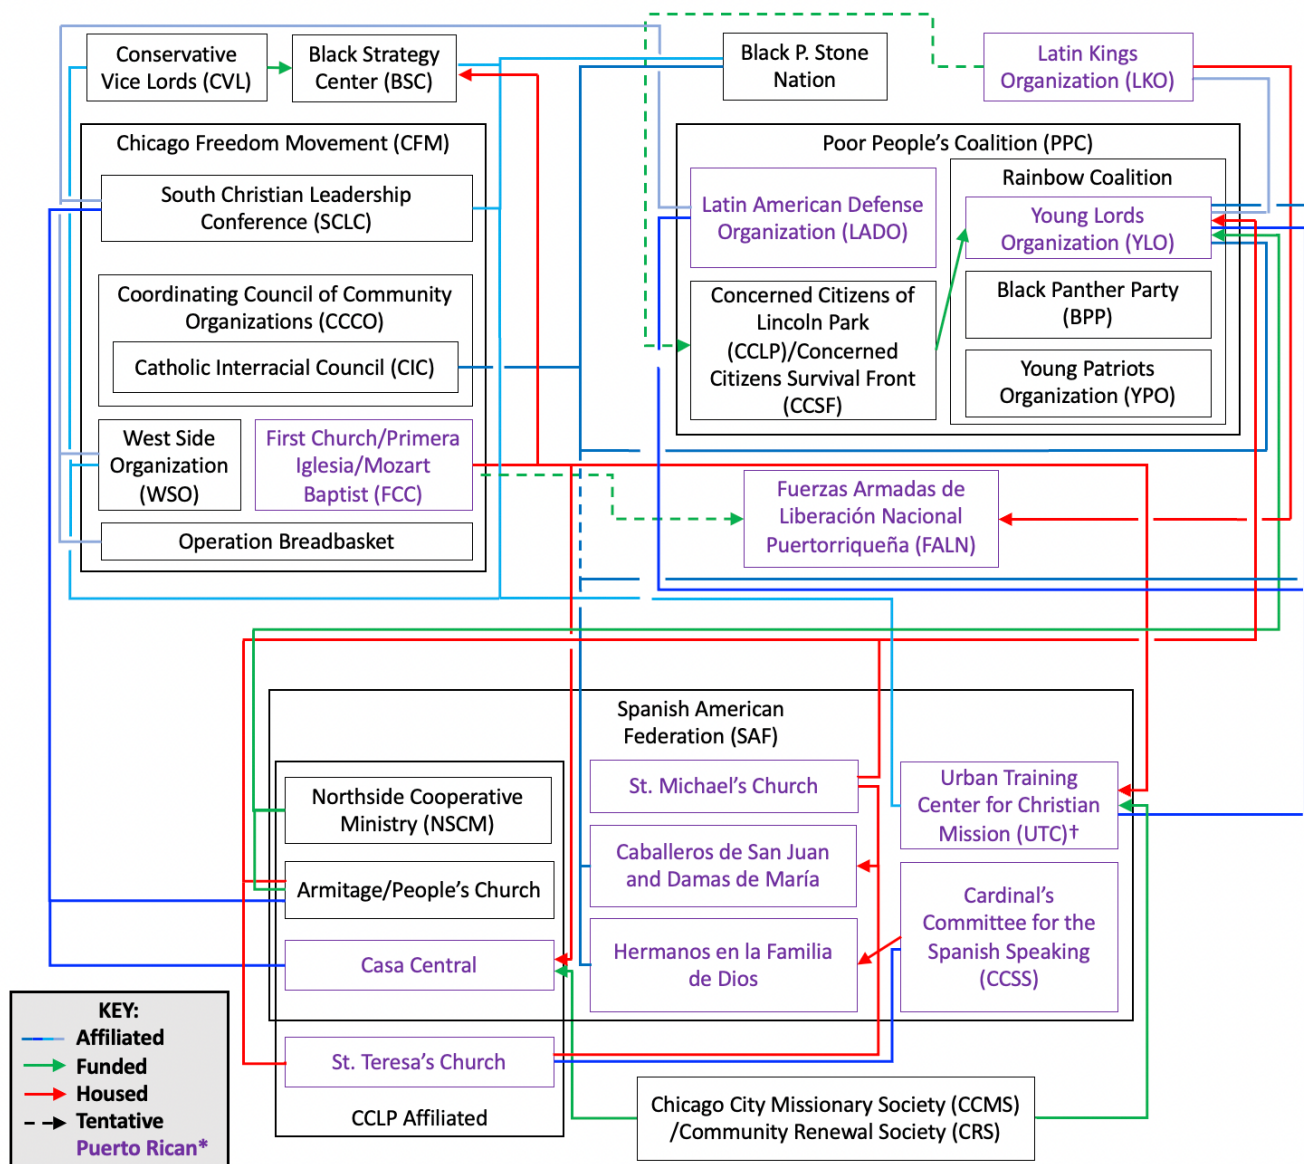 Conservative
Vice Lords (CVL)
Black Strategy
Center (BSC)
Black P. Stone
Nation
Latin Kings
Organization (LKO)
Chicago Freedom Movement (CFM)
South Christian Leadership
Conference (SCLC)
Coordinating Council of Community
Organizations (CCCO)
Catholic Interracial Council (CIC)
West Side
Organization
(WSO)
First Church/Primera
Iglesia/Mozart
Baptist (FCC)
Operation Breadbasket
Poor People’s Coalition (PPC)
Latin American Defense
Organization (LADO)
Concerned Citizens of
Lincoln Park
(CCLP)/Concerned
Citizens Survival Front
(CCSF)
Rainbow Coalition
Young Lords
Organization (YLO)
Black Panther Party
(BPP)
Young Patriots
Organization (YPO)
Fuerzas Armadas de
Liberación Nacional
Puertorriqueña (FALN)
Spanish American
Federation (SAF)
Northside Cooperative
Ministry (NSCM)
Armitage/People’s Church
Casa Central
St. Teresa’s Church
CCLP Affiliated
St. Michael’s Church
Caballeros de San Juan
and Damas de María
Hermanos en la Familia
de Dios
Urban Training
Center for Christian
Mission (UTC)†
Cardinal’s
Committee for the
Spanish Speaking
(CCSS)
Chicago City Missionary Society (CCMS)
/Community Renewal Society (CRS)
KEY:
Affiliated
Funded
Housed
Tentative
Puerto Rican*